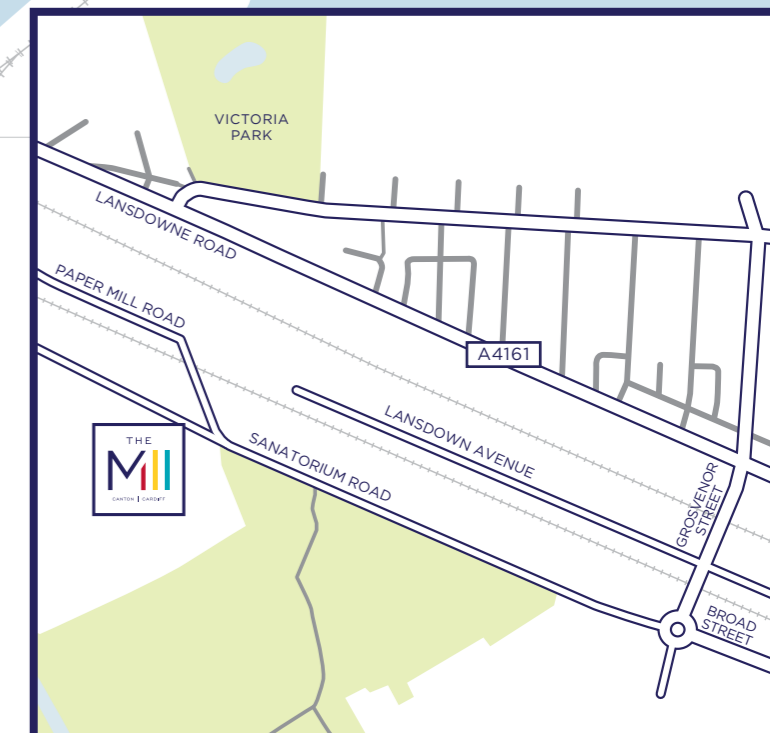 VICTORIA
PARK
LANSDOWNE ROAD
PAPER MILL ROAD
A4161
LANSDOWN AVENUE
THE
Mill
CANTON | CARDIFF
SANATORIUM ROAD
GROSVENOR
STREET
BROAD
STREET